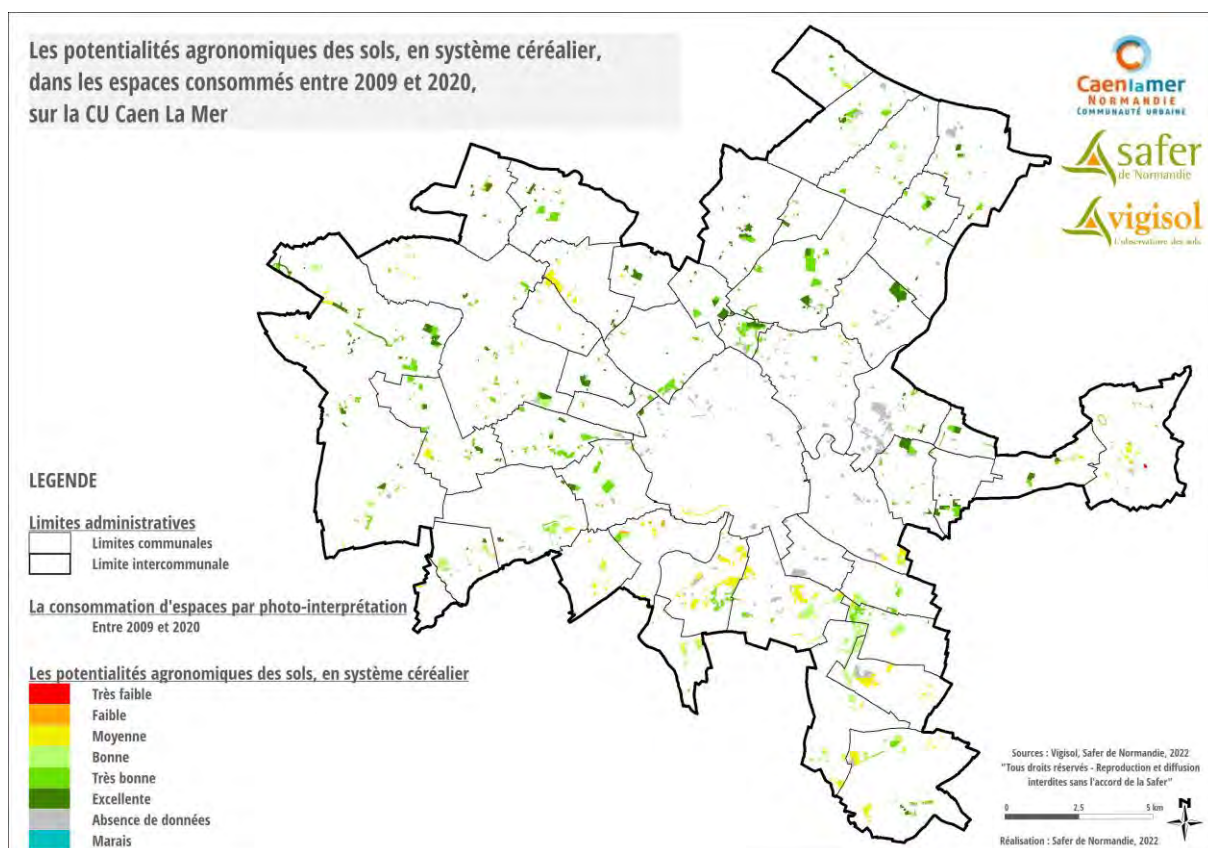 Les potentialités agronomiques des sols, en système céréalier,
dans les espaces consommés entre 2009 et 2020,
sur la CU Caen La Mer
Caenlamer
NORMANDIE
COMMUNAUTÉ URBAINE
safer
de Normandie
vigisol
L'observatoire des sols
LEGENDE
Limites administratives
Limites communales
Limite intercommunale
La consommation d'espaces par photo-interprétation
Entre 2009 et 2020
Les potentialités agronomiques des sols, en système céréalier
Très faible
Faible
Moyenne
Bonne
Très bonne
Excellente
Absence de données
Marais
Sources : Vigisol, Safer de Normandie, 2022
"Tous droits réservés - Reproduction et diffusion
interdites sans l'accord de la Safer"
0 2.5 5 km
N
Réalisation : Safer de Normandie, 2022